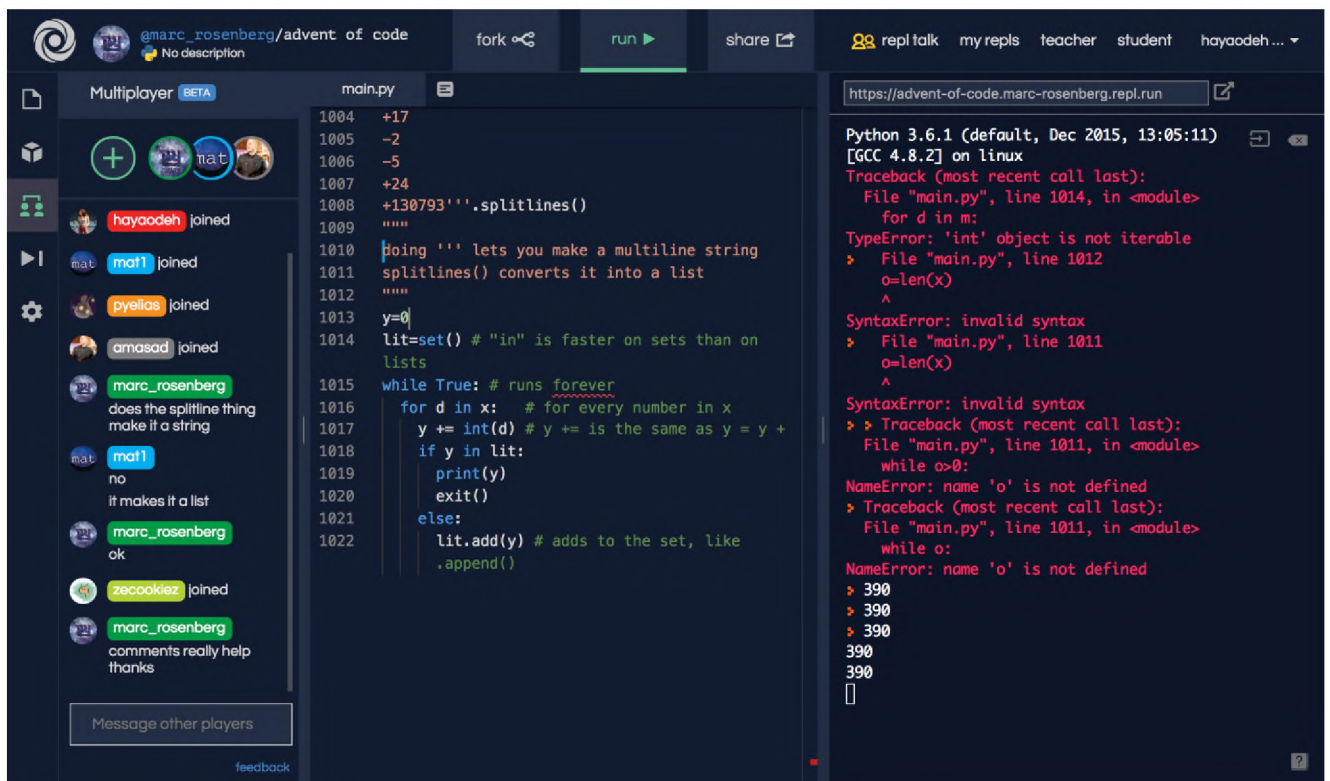 @marc_rosenberg/advent of code
No description
fork
run
share
repl talk
my repls
teacher
student
hayaodeh ...
Multiplayer BETA
mat
hayaodeh joined
mat mat1 joined
pyelias joined
amasad joined
marc_rosenberg
does the splitline thing
make it a string
mat mat1
no
it makes it a list
marc_rosenberg
ok
zecookiez joined
marc_rosenberg
comments really help
thanks
Message other players
feedback
main.py
1004 +17
1005 -2
1006 -5
1007 +24
1008 +130793'''.splitlines()
1009 """
1010 doing ''' lets you make a multiline string
1011 splitlines() converts it into a list
1012 """
1013 y=0
1014 lit=set() # "in" is faster on sets than on
lists
1015 while True: # runs forever
1016 for d in x: # for every number in x
1017 y += int(d) # y += is the same as y = y +
1018 if y in lit:
1019 print(y)
1020 exit()
1021 else:
1022 lit.add(y) # adds to the set, like
.append()
https://advent-of-code.marc-rosenberg.repl.run
Python 3.6.1 (default, Dec 2015, 13:05:11)
[GCC 4.8.2] on linux
Traceback (most recent call last):
File "main.py", line 1014, in <module>
for d in m:
TypeError: 'int' object is not iterable
> File "main.py", line 1012
o=len(x)
^
SyntaxError: invalid syntax
> File "main.py", line 1011
o=len(x)
^
SyntaxError: invalid syntax
> > Traceback (most recent call last):
File "main.py", line 1011, in <module>
while o>0:
NameError: name 'o' is not defined
> Traceback (most recent call last):
File "main.py", line 1011, in <module>
while o:
NameError: name 'o' is not defined
> 390
> 390
> 390
390
390
?